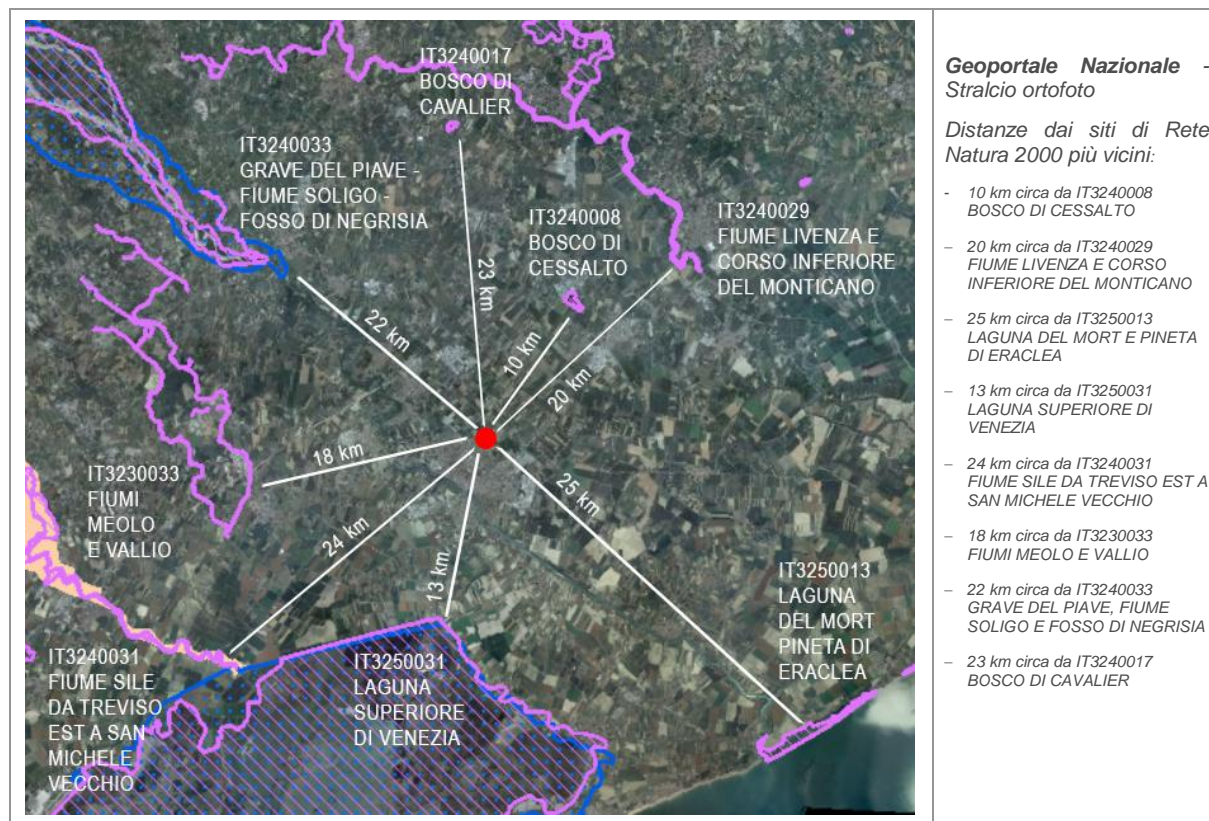 IT3240017
BOSCO DI
CAVALIER
IT3240033
GRAVE DEL PIAVE -
FIUME SOLIGO -
FOSSO DI NEGRISIA
IT3240008
BOSCO DI
CESSALTO
IT3240029
FIUME LIVENZA E
CORSO INFERIORE
DEL MONTICANO
23 km
22 km
10 km
20 km
18 km
IT3230033
FIUMI
MEOLO
E VALLIO
24 km
13 km
25 km
IT3250013
LAGUNA
DEL MORT
PINETA DI
ERACLEA
IT3240031
FIUME SILE
DA TREVISO
EST A SAN
MICHELE
VECCHIO
IT3250031
LAGUNA
SUPERIORE
DI VENEZIA
Geoportale Nazionale -
Stralcio ortofoto
Distanze dai siti di Rete
Natura 2000 più vicini:
- 10 km circa da IT3240008
BOSCO DI CESSALTO
– 20 km circa da IT3240029
FIUME LIVENZA E CORSO
INFERIORE DEL MONTICANO
– 25 km circa da IT3250013
LAGUNA DEL MORT E PINETA
DI ERACLEA
– 13 km circa da IT3250031
LAGUNA SUPERIORE DI
VENEZIA
– 24 km circa da IT3240031
FIUME SILE DA TREVISO EST A
SAN MICHELE VECCHIO
– 18 km circa da IT3230033
FIUMI MEOLO E VALLIO
– 22 km circa da IT3240033
GRAVE DEL PIAVE, FIUME
SOLIGO E FOSSO DI NEGRISIA
– 23 km circa da IT3240017
BOSCO DI CAVALIER